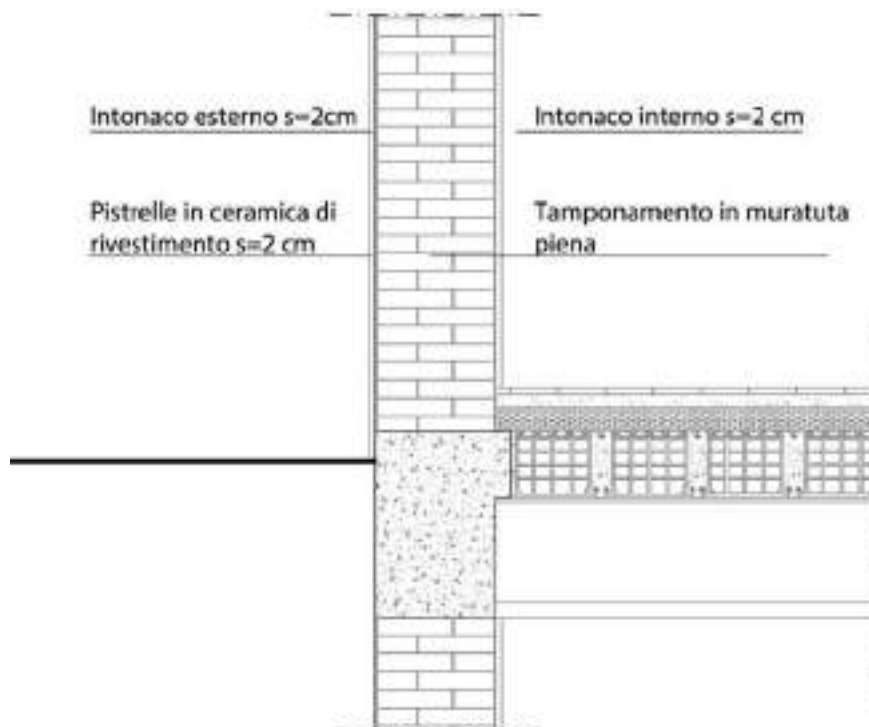 Intonaco esterno s=2cm
Intonaco interno s=2 cm
Pistrelle in ceramica di
rivestimento s=2 cm
Tamponamento in muratuta
piena